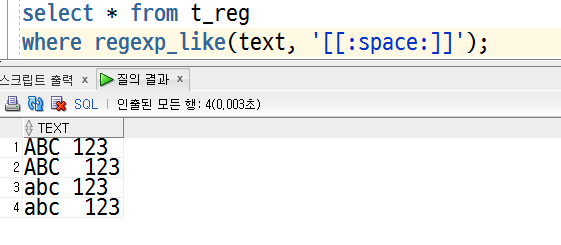 select * from t_reg
where regexp_like(text, '[[:space:]]');
스크립트 출력 × 질의 결과 ×
SQL | 인출된 모든 행: 4(0,003초)
TEXT
1 ABC 123
2 ABC  123
3 abc 123
4 abc  123